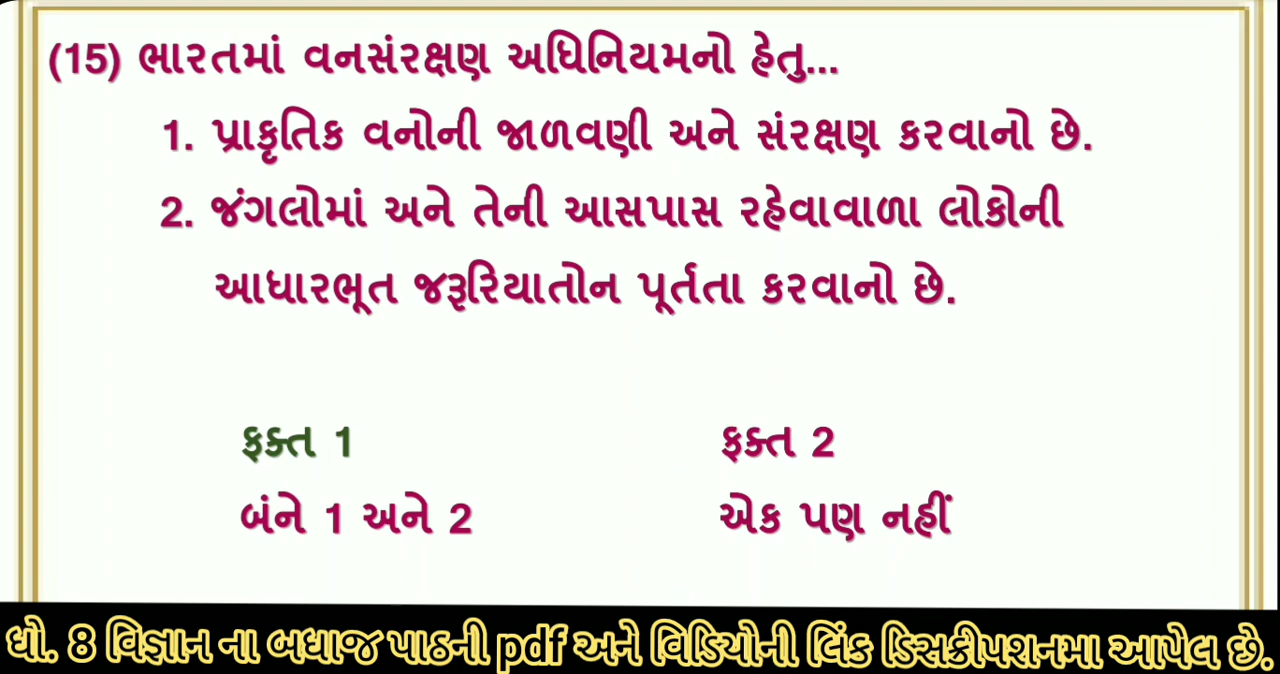 (15) ભારતમાં વનસંરક્ષણ અધિનિયમનો હેતુ...
1. પ્રાકૃતિક વનોની જાળવણી અને સંરક્ષણ કરવાનો છે.
2. જંગલોમાં અને તેની આસપાસ રહેવાવાળા લોકોની
આધારભૂત જરૂરિયાતોન પૂર્તતા કરવાનો છે.
ફક્ત 1 ફક્ત 2
બંને 1 અને 2 એક પણ નહીં
ધો. 8 વિજ્ઞાન ના બધાજ પાઠની pdf અને વિડિયોની લિંક ડિસક્રીપશનમા આપેલ છે.